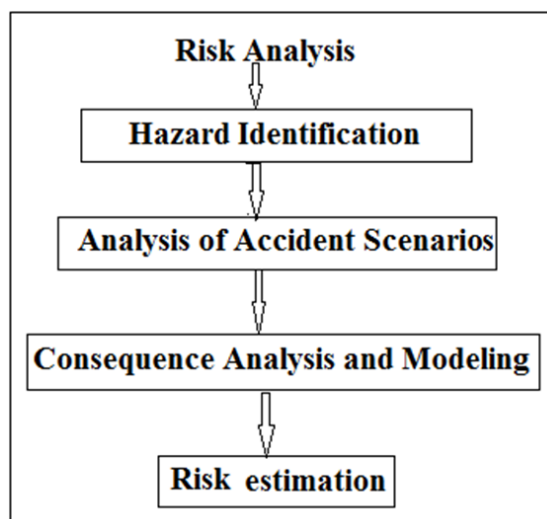 Risk Analysis
Hazard Identification
Analysis of Accident Scenarios
Consequence Analysis and Modeling
Risk estimation